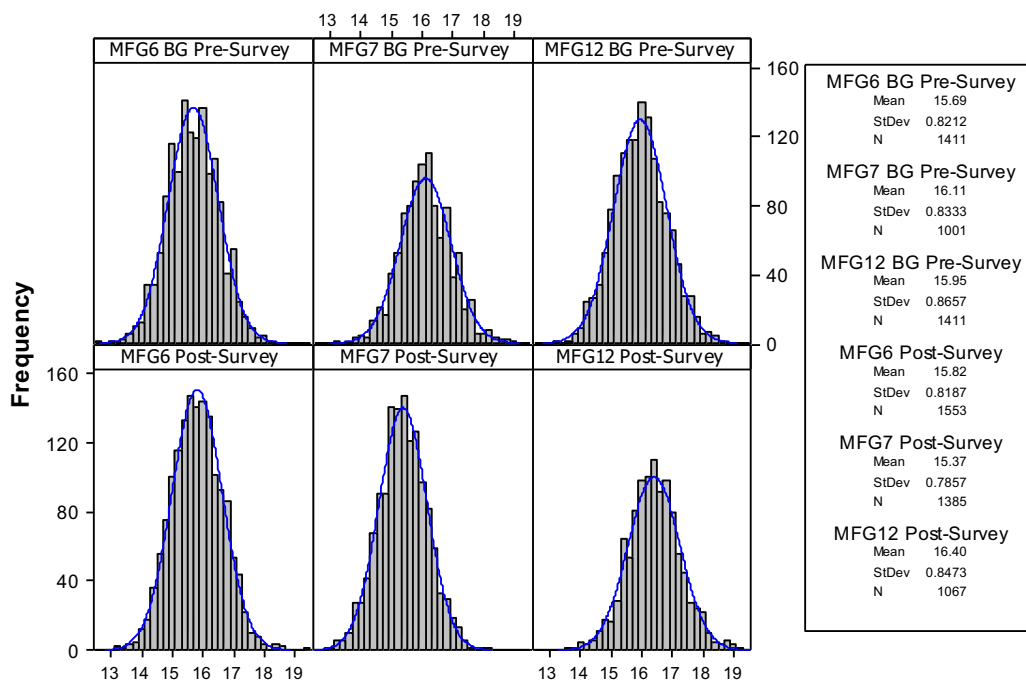 13 14 15 16 17 18 19
MFG6 BG Pre-Survey MFG7 BG Pre-Survey MFG12 BG Pre-Survey
160
120
80
40
0
Frequency
MFG6 Post-Survey MFG7 Post-Survey MFG12 Post-Survey
160
120
80
40
0
13 14 15 16 17 18 19
13 14 15 16 17 18 19
MFG6 BG Pre-Survey
Mean 15.69
StDev 0.8212
N 1411
MFG7 BG Pre-Survey
Mean 16.11
StDev 0.8333
N 1001
MFG12 BG Pre-Survey
Mean 15.95
StDev 0.8657
N 1411
MFG6 Post-Survey
Mean 15.82
StDev 0.8187
N 1553
MFG7 Post-Survey
Mean 15.37
StDev 0.7857
N 1385
MFG12 Post-Survey
Mean 16.40
StDev 0.8473
N 1067